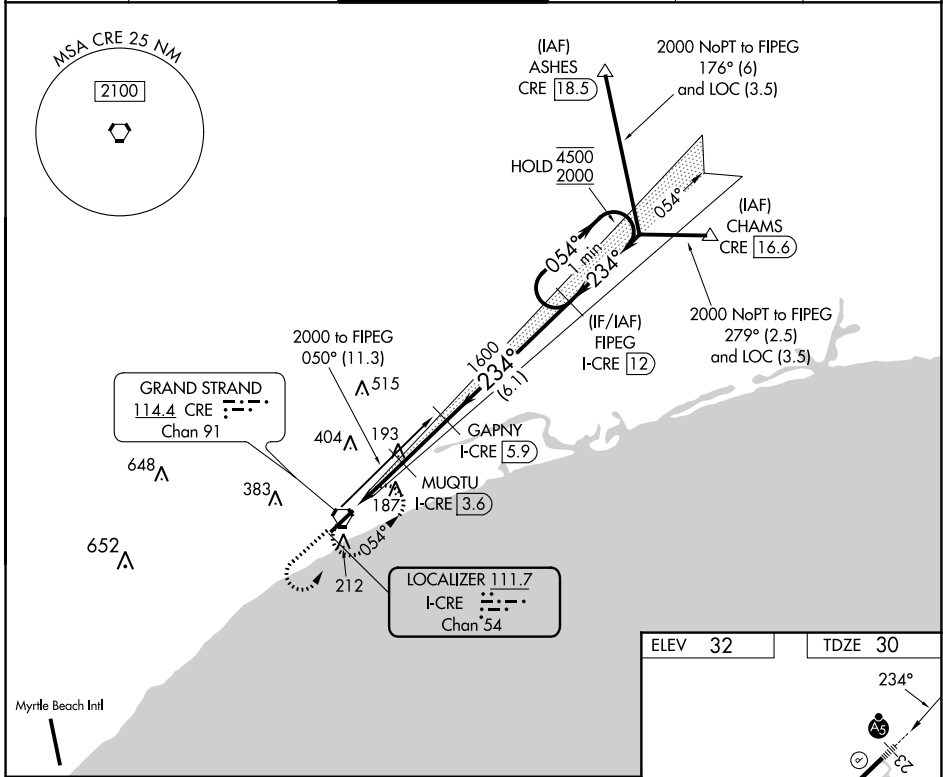 MSA CRE 25 NM
2100
(IAF)
ASHES
CRE 18.5
2000 NoPT to FIPEG
176° (6)
and LOC (3.5)
HOLD 4500
2000
054°
1 min
234°
054°
(IAF)
CHAMS
CRE 16.6
2000 NoPT to FIPEG
279° (2.5)
and LOC (3.5)
(IF/IAF)
FIPEG
I-CRE 12
2000 to FIPEG
050° (11.3)
1600
234°
(6.1)
515
GRAND STRAND
114.4 CRE
Chan 91
GAPNY
I-CRE 5.9
404
193
648
383
MUQTU
I-CRE 3.6
187
054°
652
212
LOCALIZER 111.7
I-CRE
Chan 54
Myrtle Beach Intl
ELEV 32
TDZE 30
234°
A5
23
P